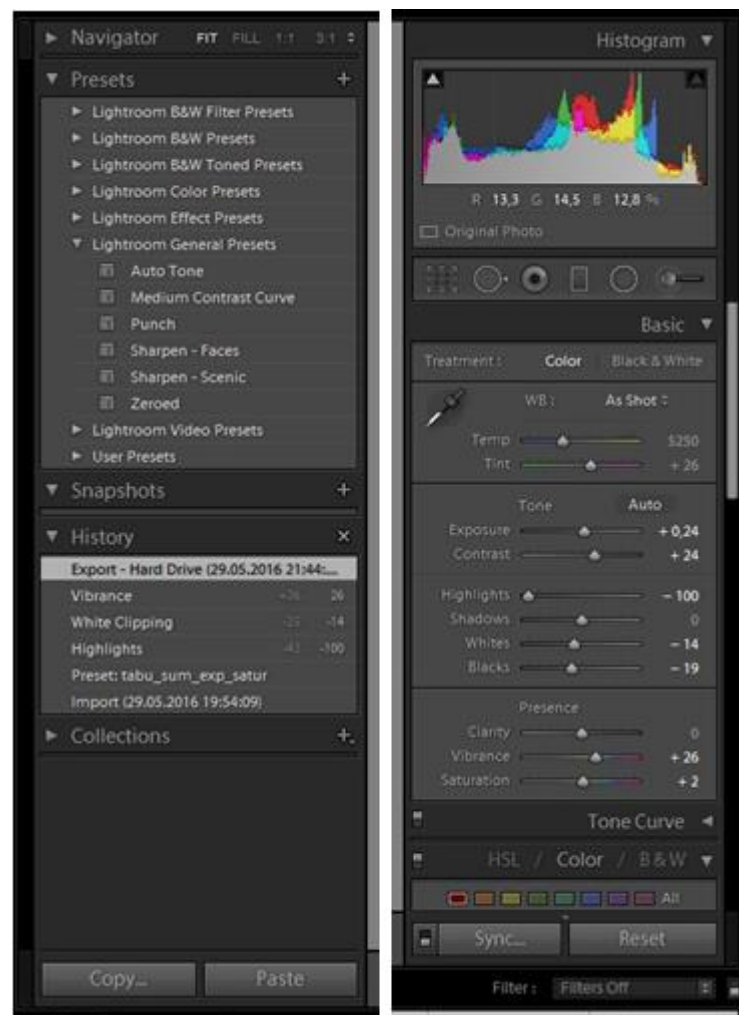 Navigator FIT FILL 1:1 3:1
Presets +
Lightroom B&W Filter Presets
Lightroom B&W Presets
Lightroom B&W Toned Presets
Lightroom Color Presets
Lightroom Effect Presets
Lightroom General Presets
Auto Tone
Medium Contrast Curve
Punch
Sharpen - Faces
Sharpen - Scenic
Zeroed
Lightroom Video Presets
User Presets
Snapshots +
History ×
Export - Hard Drive (29.05.2016 21:44:...
Vibrance 26
White Clipping -14
Highlights -100
Preset: tabu_sum_exp_satur
Import (29.05.2016 19:54:09)
Collections +
Copy... Paste
Histogram
R 13,3 G 14,5 B 12,8 %
Original Photo
Basic
Treatment : Color Black & White
WB : As Shot
Temp 5250
Tint + 26
Tone Auto
Exposure + 0,24
Contrast + 24
Highlights - 100
Shadows 0
Whites - 14
Blacks - 19
Presence
Clarity 0
Vibrance + 26
Saturation + 2
Tone Curve
HSL / Color / B&W
All
Sync... Reset
Filter : Filters Off